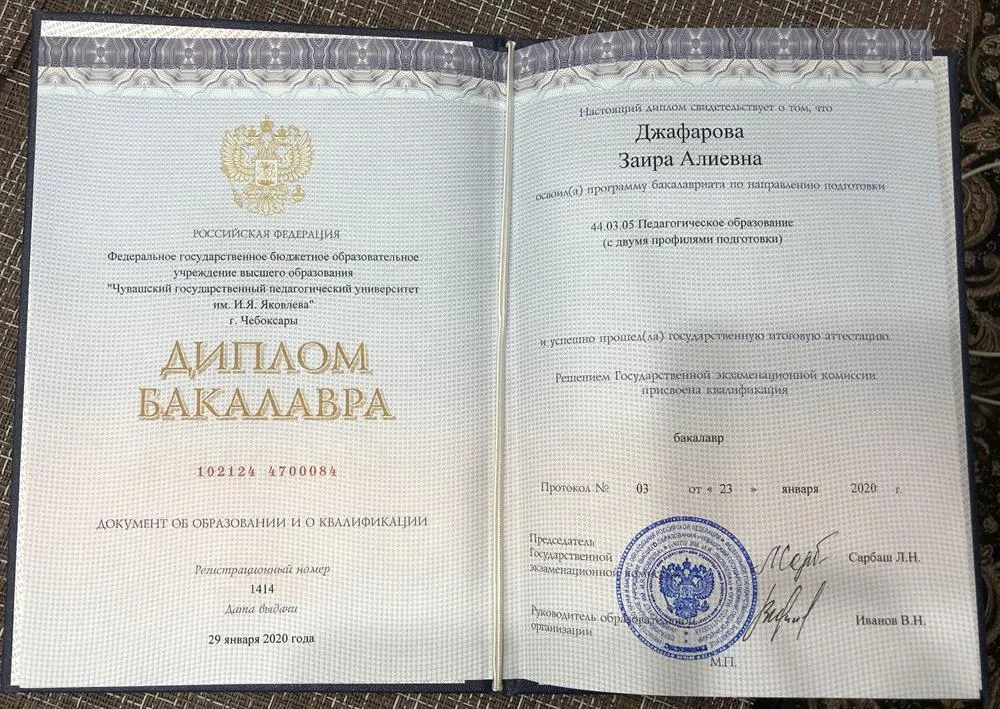 РОССИЙСКАЯ ФЕДЕРАЦИЯ
Федеральное государственное бюджетное образовательное
учреждение высшего образования
"Чувашский государственный педагогический университет
им. И.Я. Яковлева"
г. Чебоксары
ДИПЛОМ
БАКАЛАВРА
102124 4700084
ДОКУМЕНТ ОБ ОБРАЗОВАНИИ И О КВАЛИФИКАЦИИ
Регистрационный номер
1414
Дата выдачи
29 января 2020 года
Настоящий диплом свидетельствует о том, что
Джафарова
Заира Алиевна
освоил(а) программу бакалавриата по направлению подготовки
44.03.05 Педагогическое образование
(с двумя профилями подготовки)
и успешно прошел(ла) государственную итоговую аттестацию.
Решением Государственной экзаменационной комиссии
присвоена квалификация
бакалавр
Протокол № 03 от « 23 » января 2020 г.
Председатель
Государственной
экзаменационной
Сарбаш Л.Н.
Руководитель образовательной
организации
Иванов В.Н.
М.П.